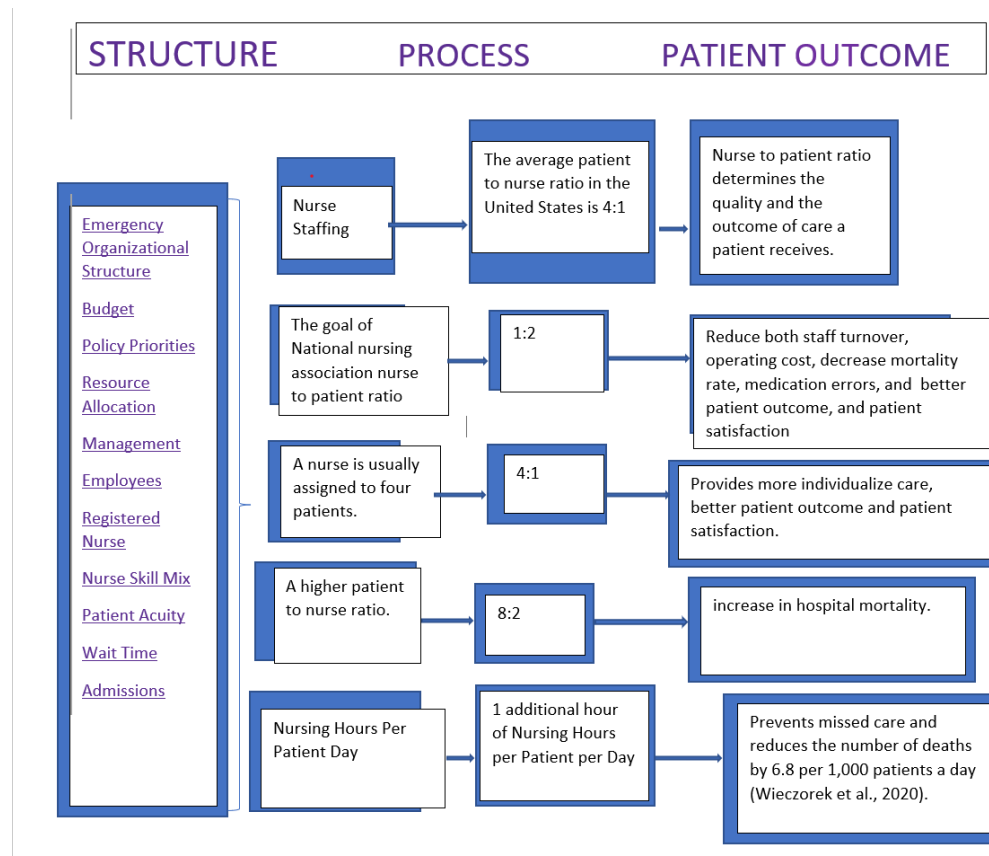 STRUCTURE PROCESS PATIENT OUTCOME
Emergency
Organizational
Structure
Budget
Policy Priorities
Resource
Allocation
Management
Employees
Registered
Nurse
Nurse Skill Mix
Patient Acuity
Wait Time
Admissions
Nurse
Staffing
The average patient
to nurse ratio in the
United States is 4:1
Nurse to patient ratio
determines the
quality and the
outcome of care a
patient receives.
The goal of
National nursing
association nurse
to patient ratio
1:2
Reduce both staff turnover,
operating cost, decrease mortality
rate, medication errors, and better
patient outcome, and patient
satisfaction
A nurse is usually
assigned to four
patients.
4:1
Provides more individualize care,
better patient outcome and patient
satisfaction.
A higher patient
to nurse ratio.
8:2
increase in hospital mortality.
Nursing Hours Per
Patient Day
1 additional hour
of Nursing Hours
per Patient per Day
Prevents missed care and
reduces the number of deaths
by 6.8 per 1,000 patients a day
(Wieczorek et al., 2020).